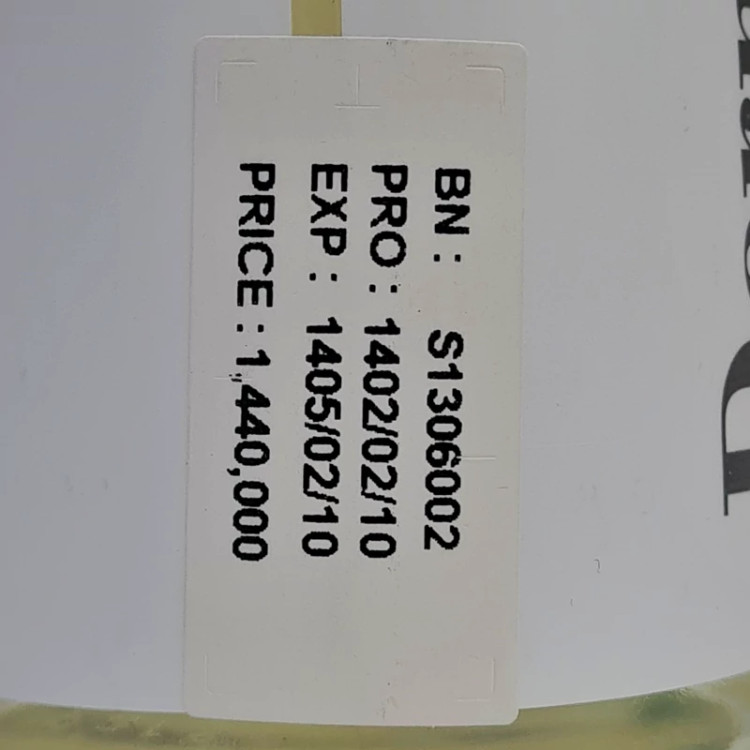 BN : S1306002
PRO : 1402/02/10
EXP : 1405/02/10
PRICE : 1,440,000